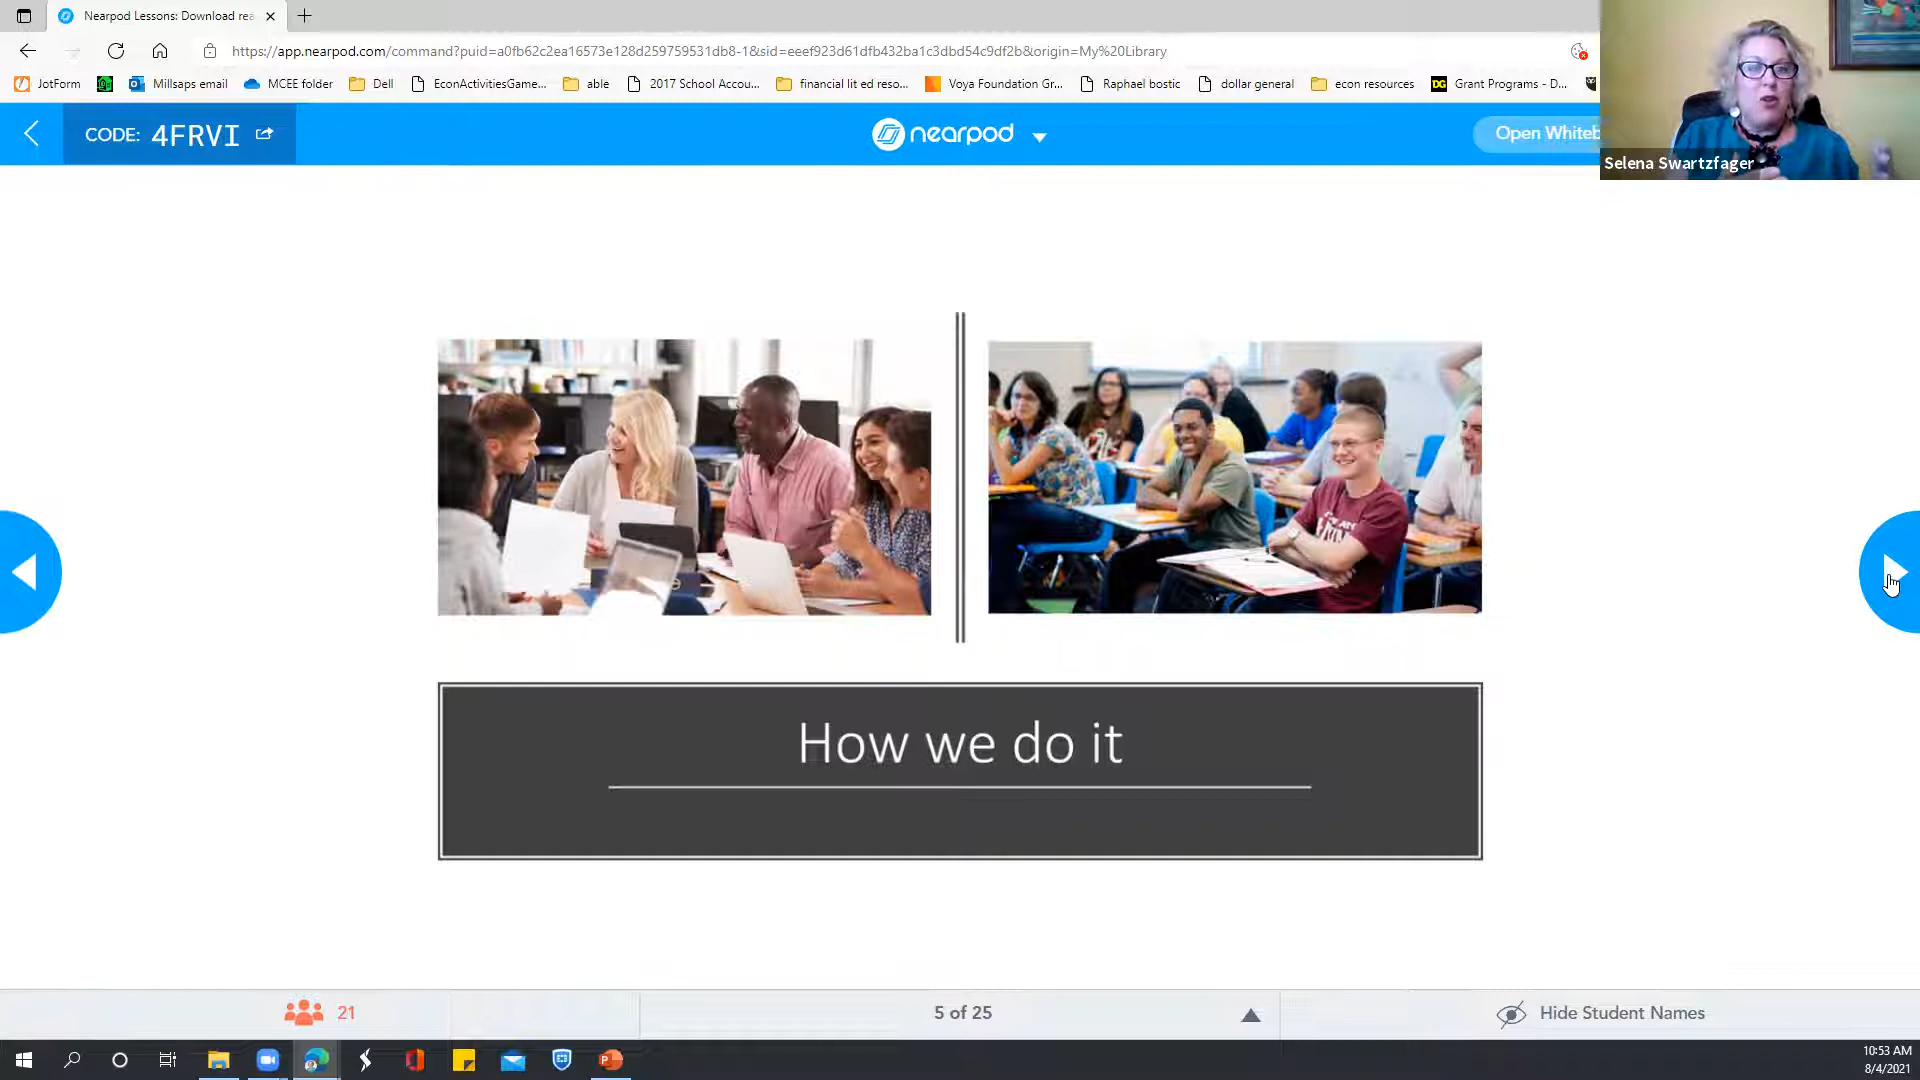 Nearpod Lessons: Download rea
https://app.nearpod.com/command?puid=a0fb62c2ea16573e128d259759531db8-1&sid=eeef923d61dfb432ba1c3dbd54c9df2b&origin=My%20Library
JotForm Millsaps email MCEE folder Dell EconActivitiesGame... able 2017 School Accou... financial lit ed reso... Voya Foundation Gr... Raphael bostic dollar general econ resources DG Grant Programs - D...
CODE: 4FRVI nearpod Open Whiteb
Selena Swartzfager
How we do it
21 5 of 25 Hide Student Names
10:53 AM
8/4/2021